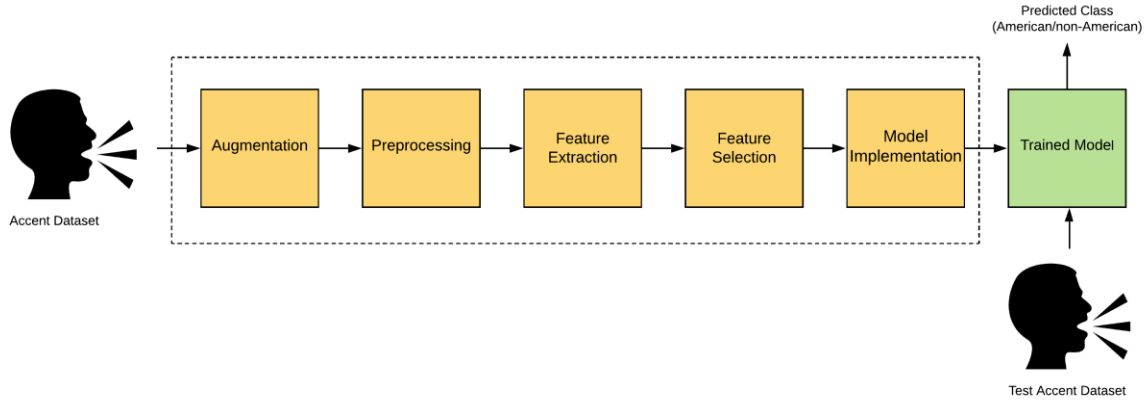 Predicted Class
(American/non-American)
Augmentation
Preprocessing
Feature
Extraction
Feature
Selection
Model
Implementation
Trained Model
Accent Dataset
Test Accent Dataset